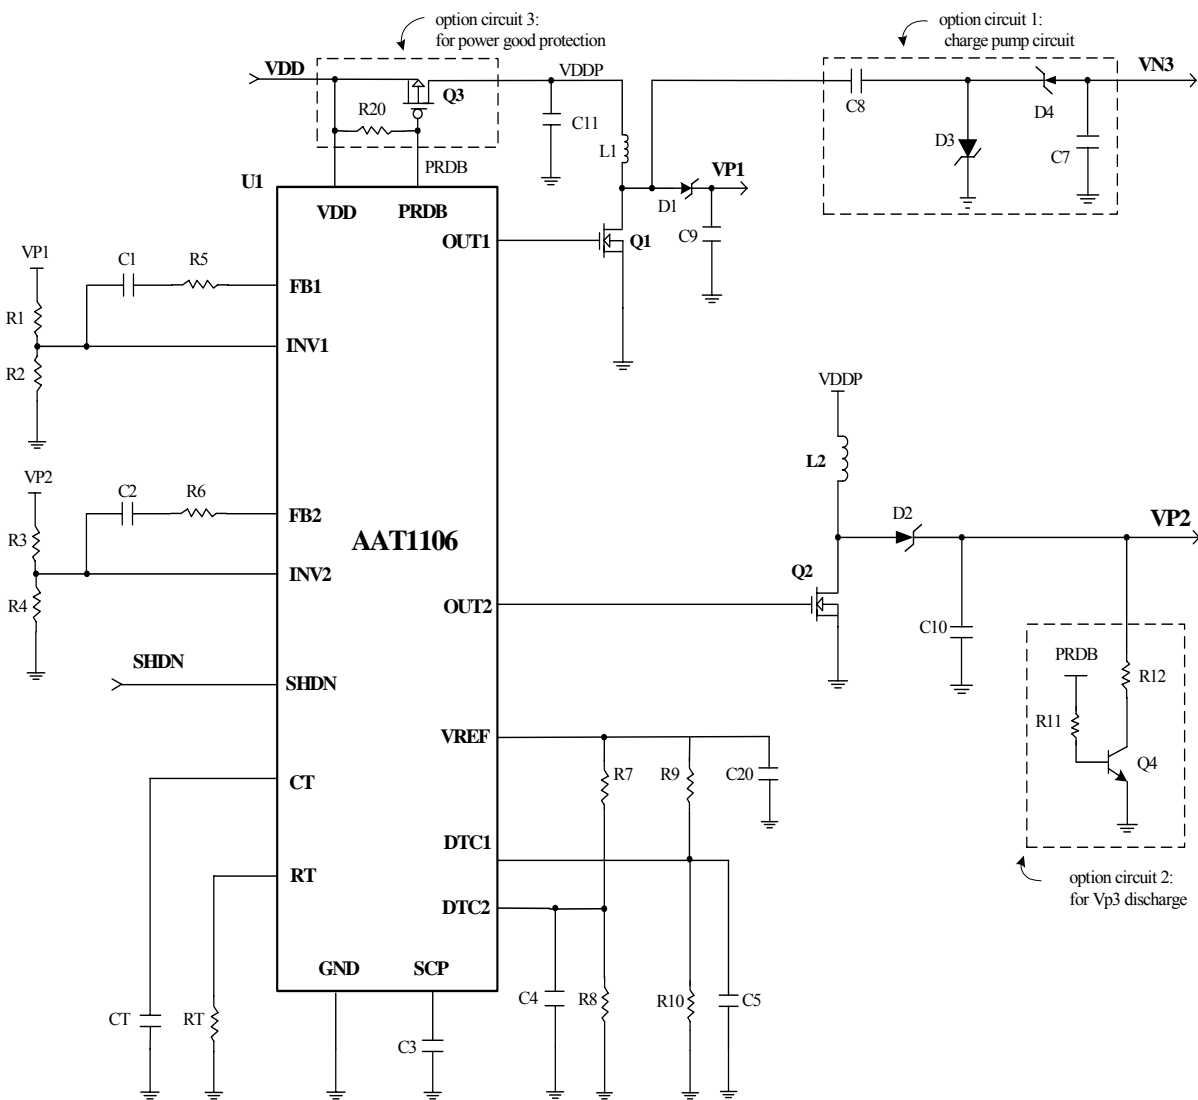 option circuit 3:
for power good protection
option circuit 1:
charge pump circuit
VDD
VDDP
VN3
Q3
R20
C8
D4
C11
D3
C7
L1
PRDB
U1
VP1
VDD
PRDB
D1
OUT1
Q1
C9
VP1
C1
R5
FB1
R1
INV1
R2
VDDP
L2
VP2
C2
R6
FB2
D2
VP2
R3
AAT1106
INV2
Q2
R4
OUT2
C10
SHDN
SHDN
PRDB
R12
R11
VREF
Q4
CT
R7
R9
C20
DTC1
RT
option circuit 2:
for Vp3 discharge
DTC2
GND
SCP
C4
R8
R10
C5
CT
RT
C3